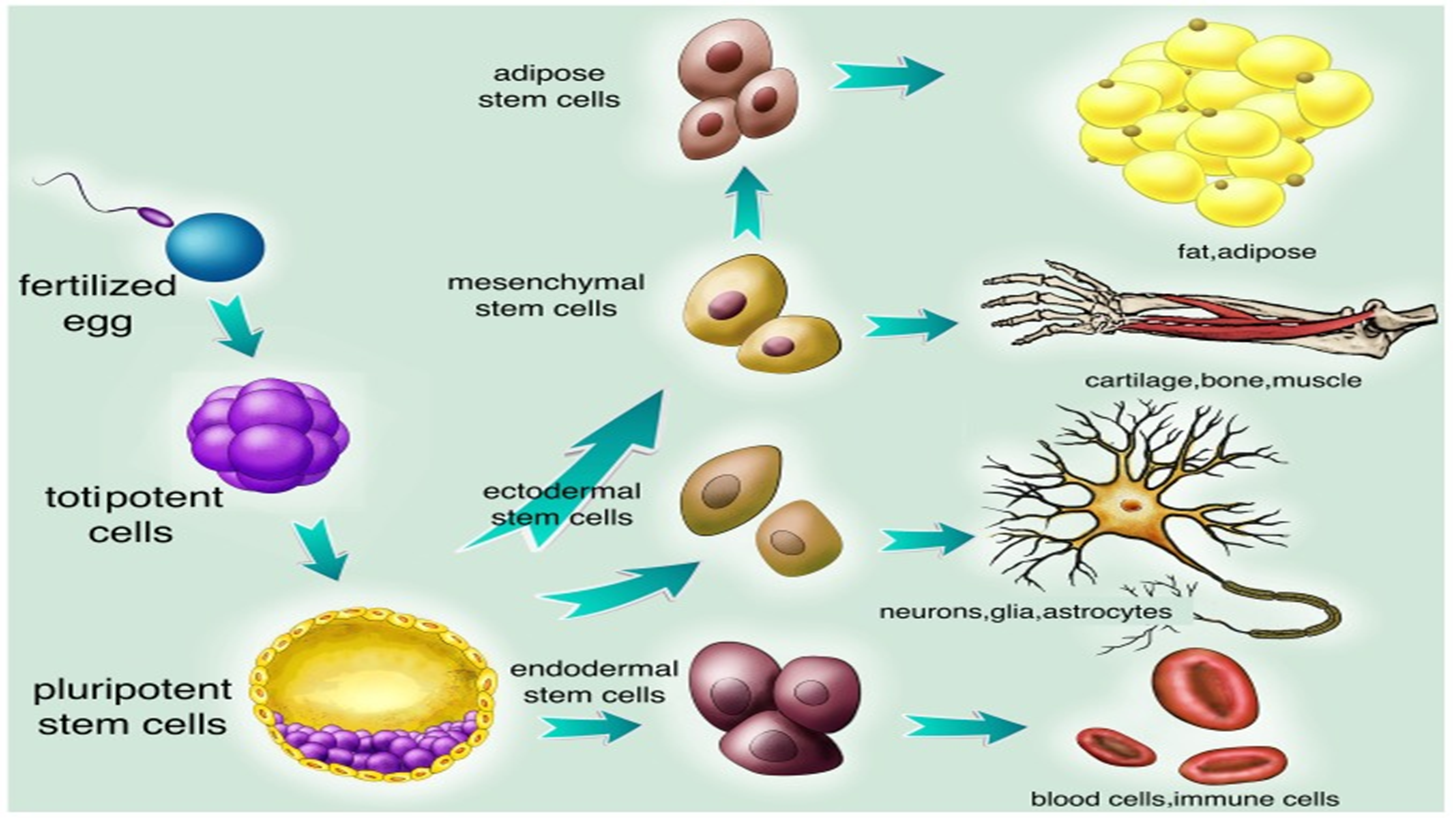 adipose
stem cells
fat,adipose
fertilized
egg
mesenchymal
stem cells
cartilage,bone,muscle
totipotent
cells
ectodermal
stem cells
neurons,glia,astrocytes
pluripotent
stem cells
endodermal
stem cells
blood cells,immune cells